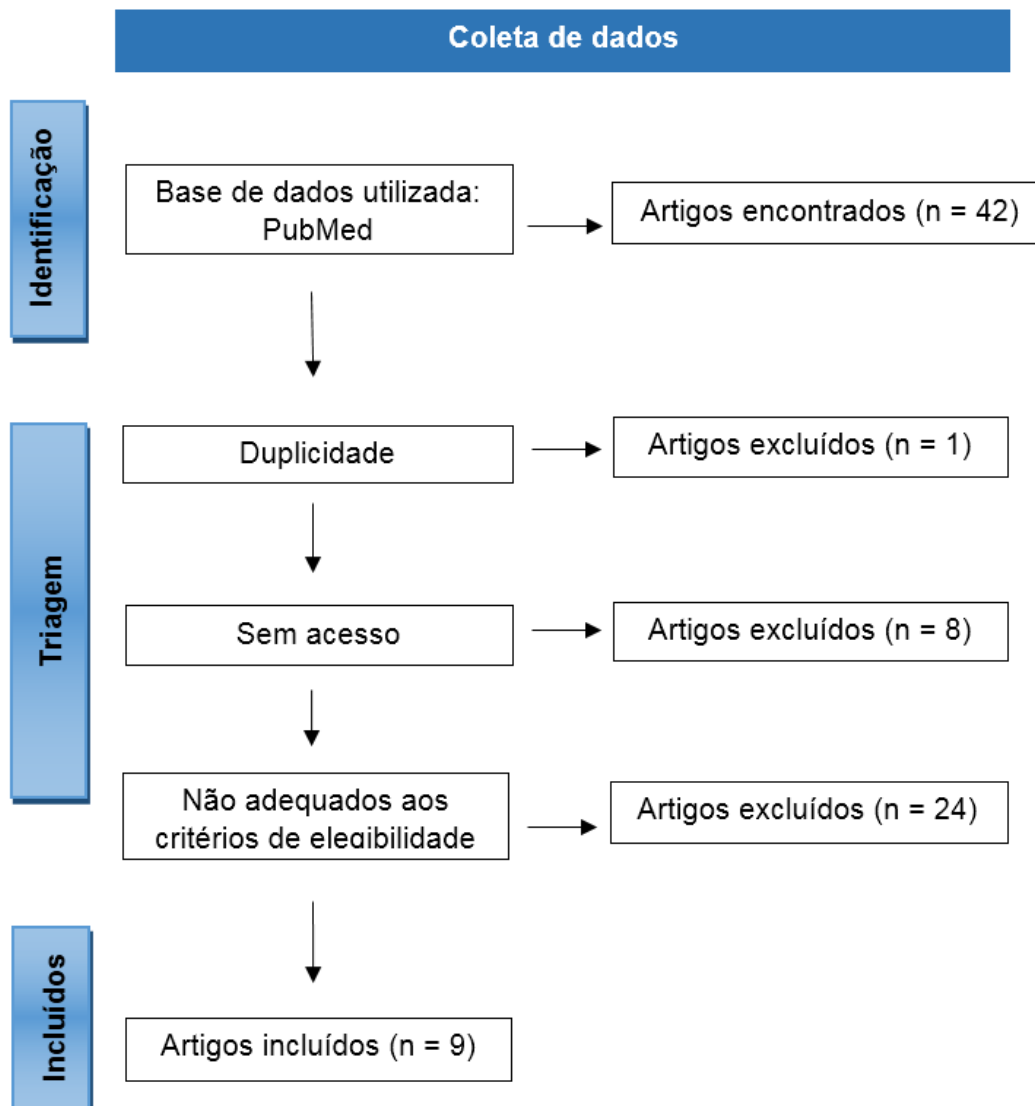 Coleta de dados
Identificação
Base de dados utilizada:
PubMed
Artigos encontrados (n = 42)
Triagem
Duplicidade
Artigos excluídos (n = 1)
Sem acesso
Artigos excluídos (n = 8)
Não adequados aos
critérios de elegibilidade
Artigos excluídos (n = 24)
Incluídos
Artigos incluídos (n = 9)